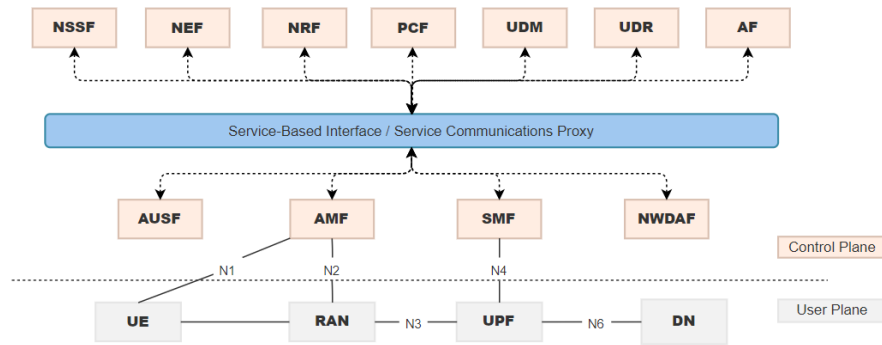 NSSF
NEF
NRF
PCF
UDM
UDR
AF
Service-Based Interface / Service Communications Proxy
AUSF
AMF
SMF
NWDAF
Control Plane
N1
N2
N4
UE
RAN
N3
UPF
N6
DN
User Plane